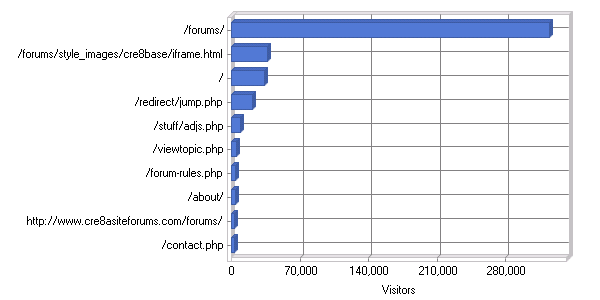 /forums/
/forums/style_images/cre8base/iframe.html
/
/redirect/jump.php
/stuff/adjs.php
/viewtopic.php
/forum-rules.php
/about/
http://www.cre8asiteforums.com/forums/
/contact.php
0 70,000 140,000 210,000 280,000
Visitors